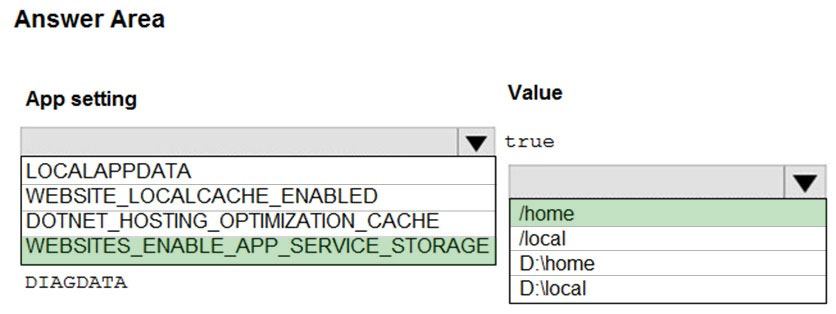 Answer Area
App setting
Value
true
LOCALAPPDATA
WEBSITE_LOCALCACHE_ENABLED
DOTNET_HOSTING_OPTIMIZATION_CACHE
WEBSITES_ENABLE_APP_SERVICE_STORAGE
DIAGDATA
/home
/local
D:\home
D:\local